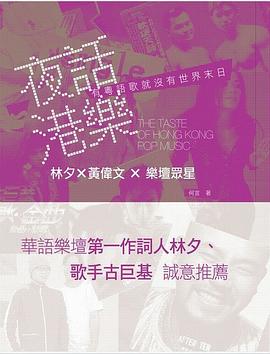 夜話
港樂
有粵語歌就沒有世界末日
THE TASTE
OF HONG KONG
POP MUSIC
林夕×黃偉文 × 樂壇眾星
何言 著
華語樂壇第一作詞人林夕、
歌手古巨基 誠意推薦
AFTER TEN